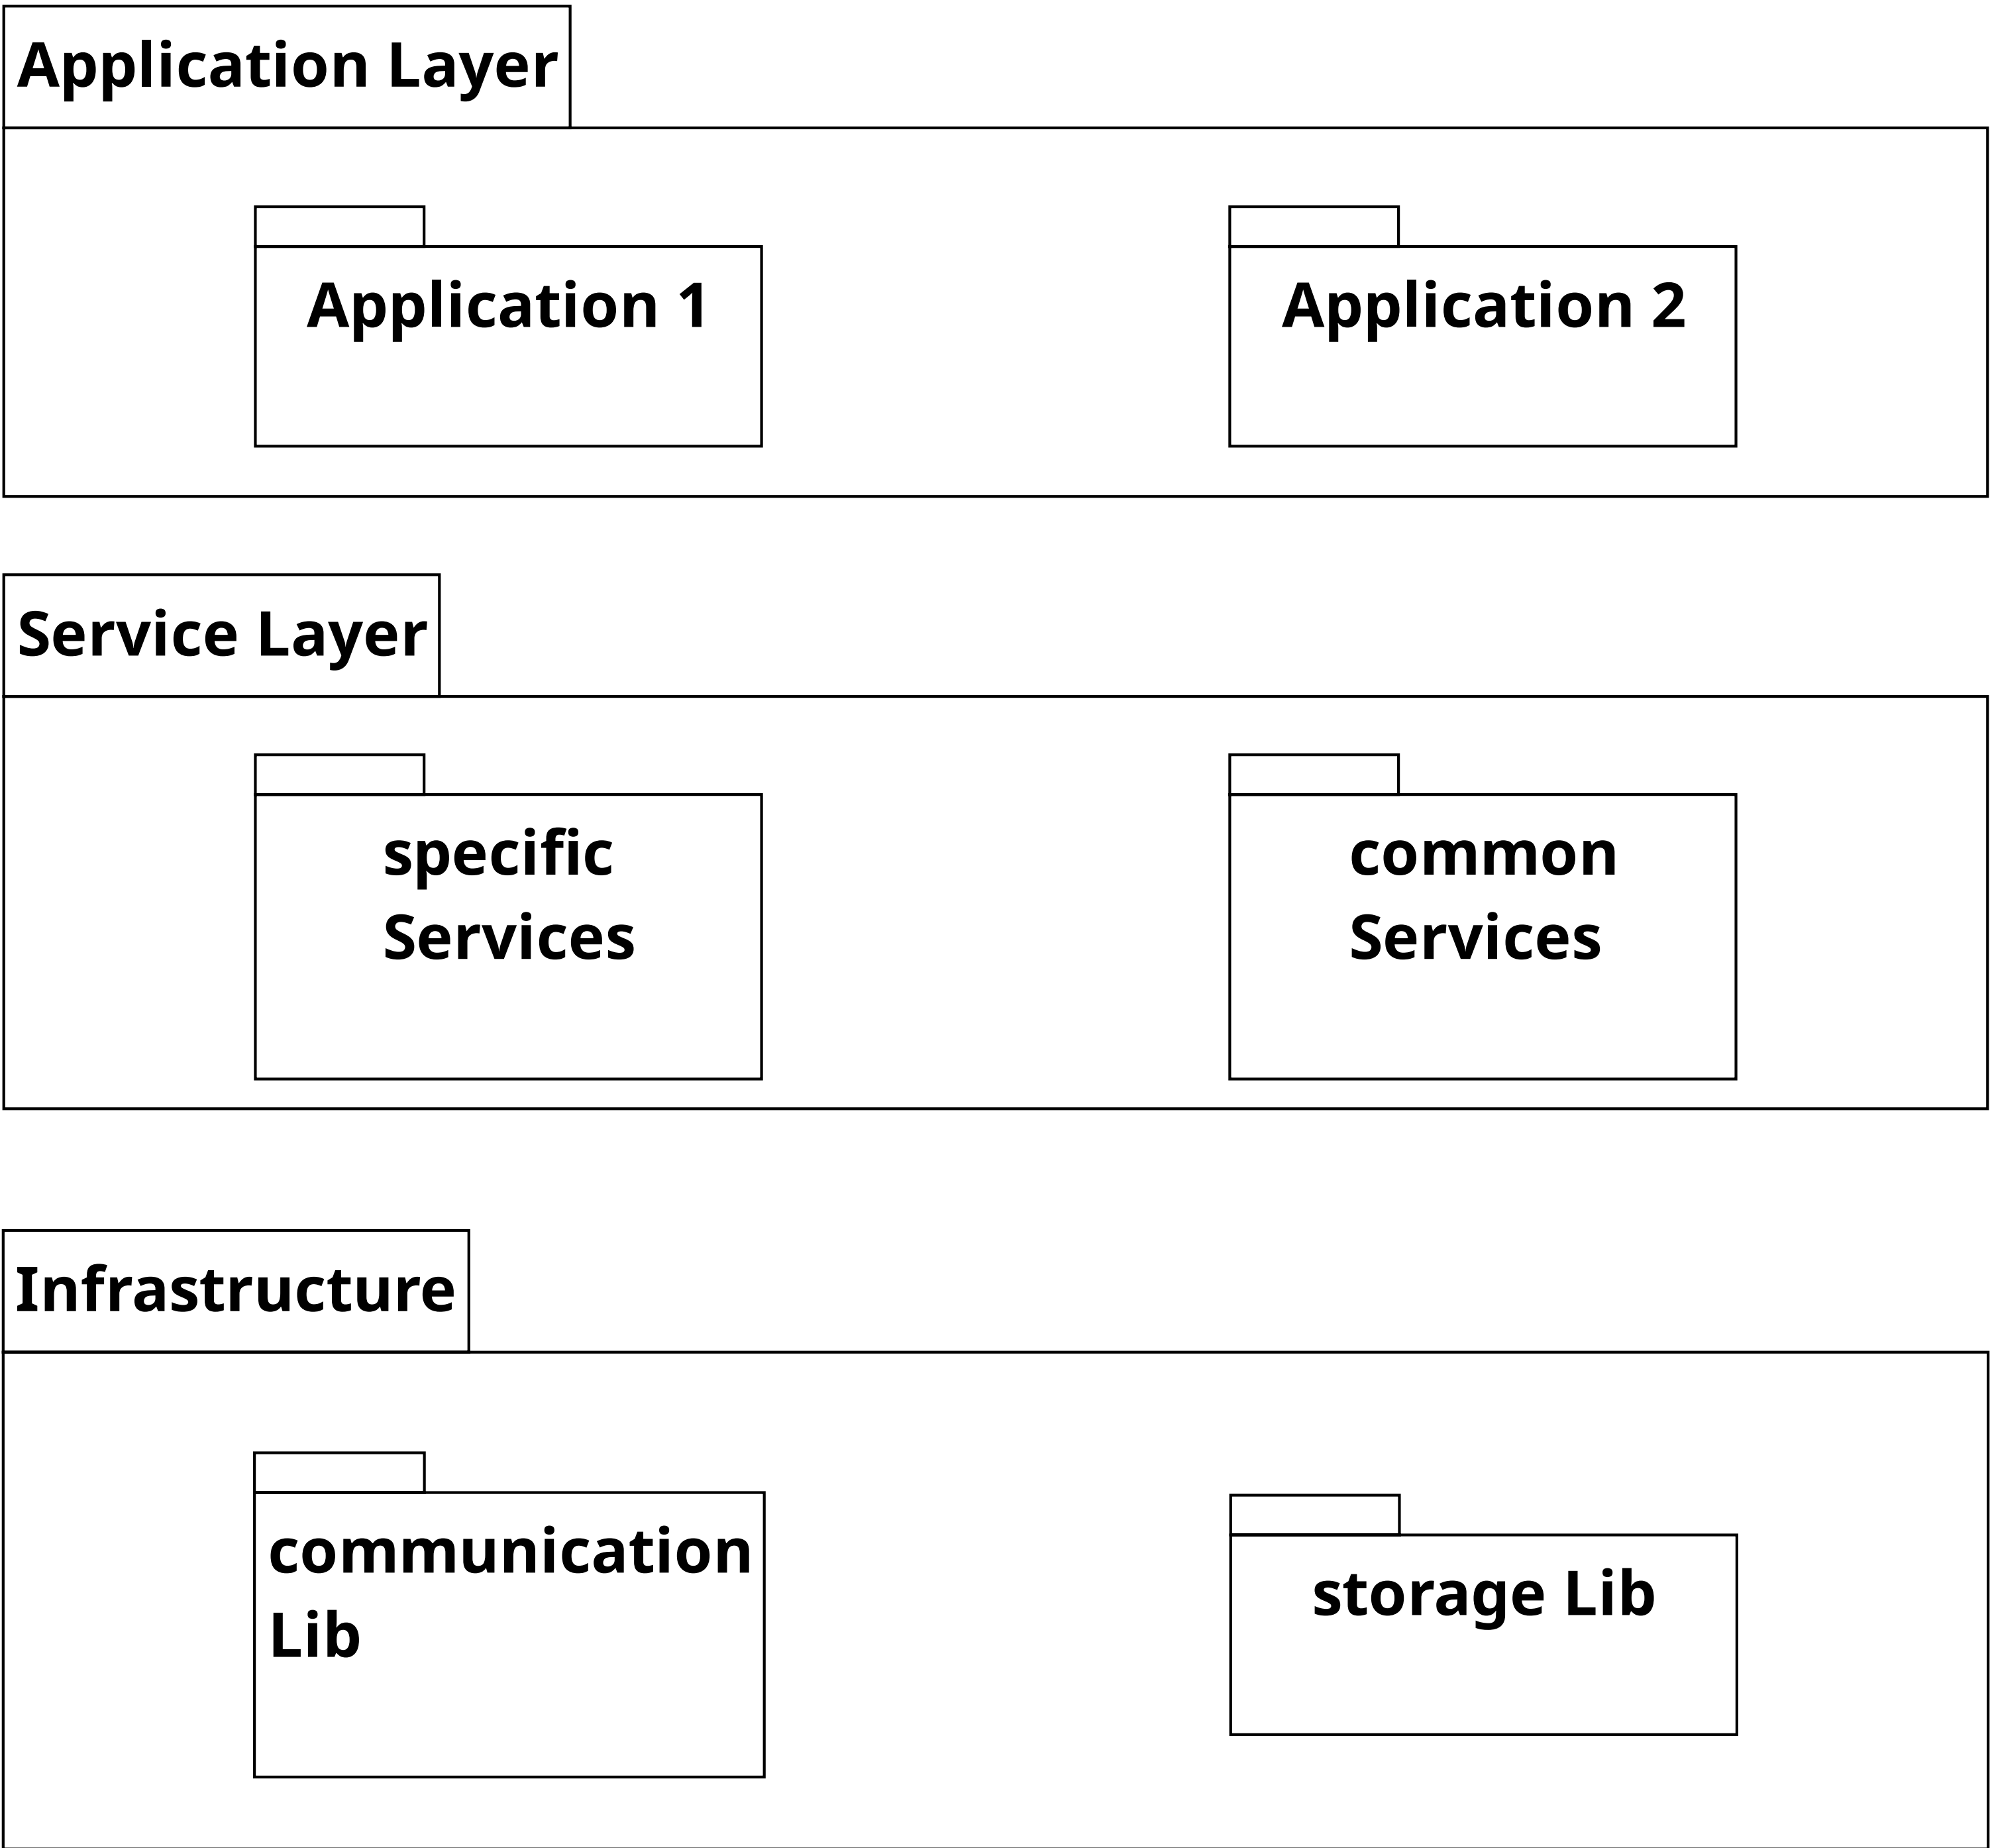 Application Layer
Application 1
Application 2
Service Layer
specific
Services
common
Services
Infrastructure
communication
Lib
storage Lib